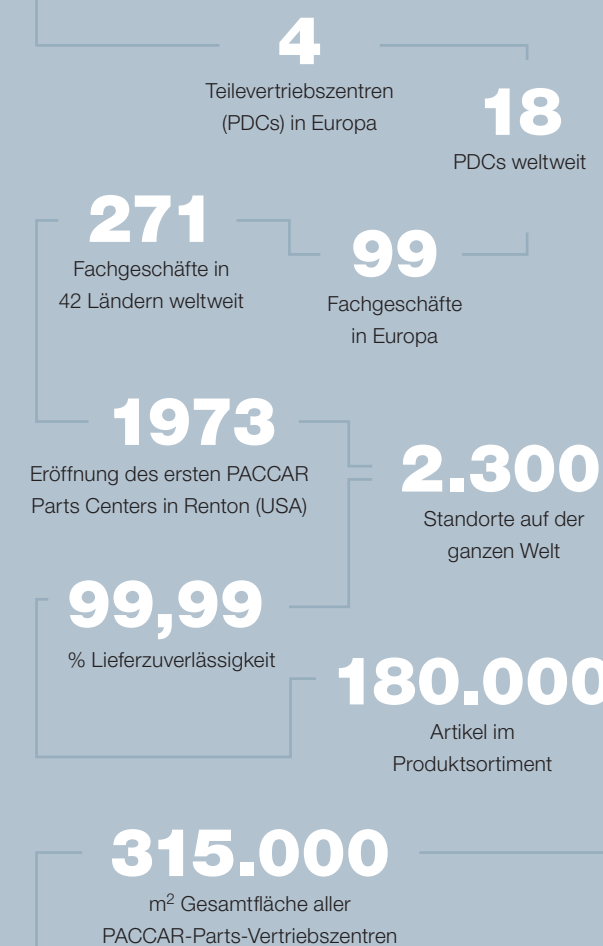 4
Teilevertriebszentren
(PDCs) in Europa
18
PDCs weltweit
271
Fachgeschäfte in
42 Ländern weltweit
99
Fachgeschäfte
in Europa
1973
Eröffnung des ersten PACCAR
Parts Centers in Renton (USA)
2.300
Standorte auf der
ganzen Welt
99,99
% Lieferzuverlässigkeit
180.000
Artikel im
Produktsortiment
315.000
m² Gesamtfläche aller
PACCAR-Parts-Vertriebszentren